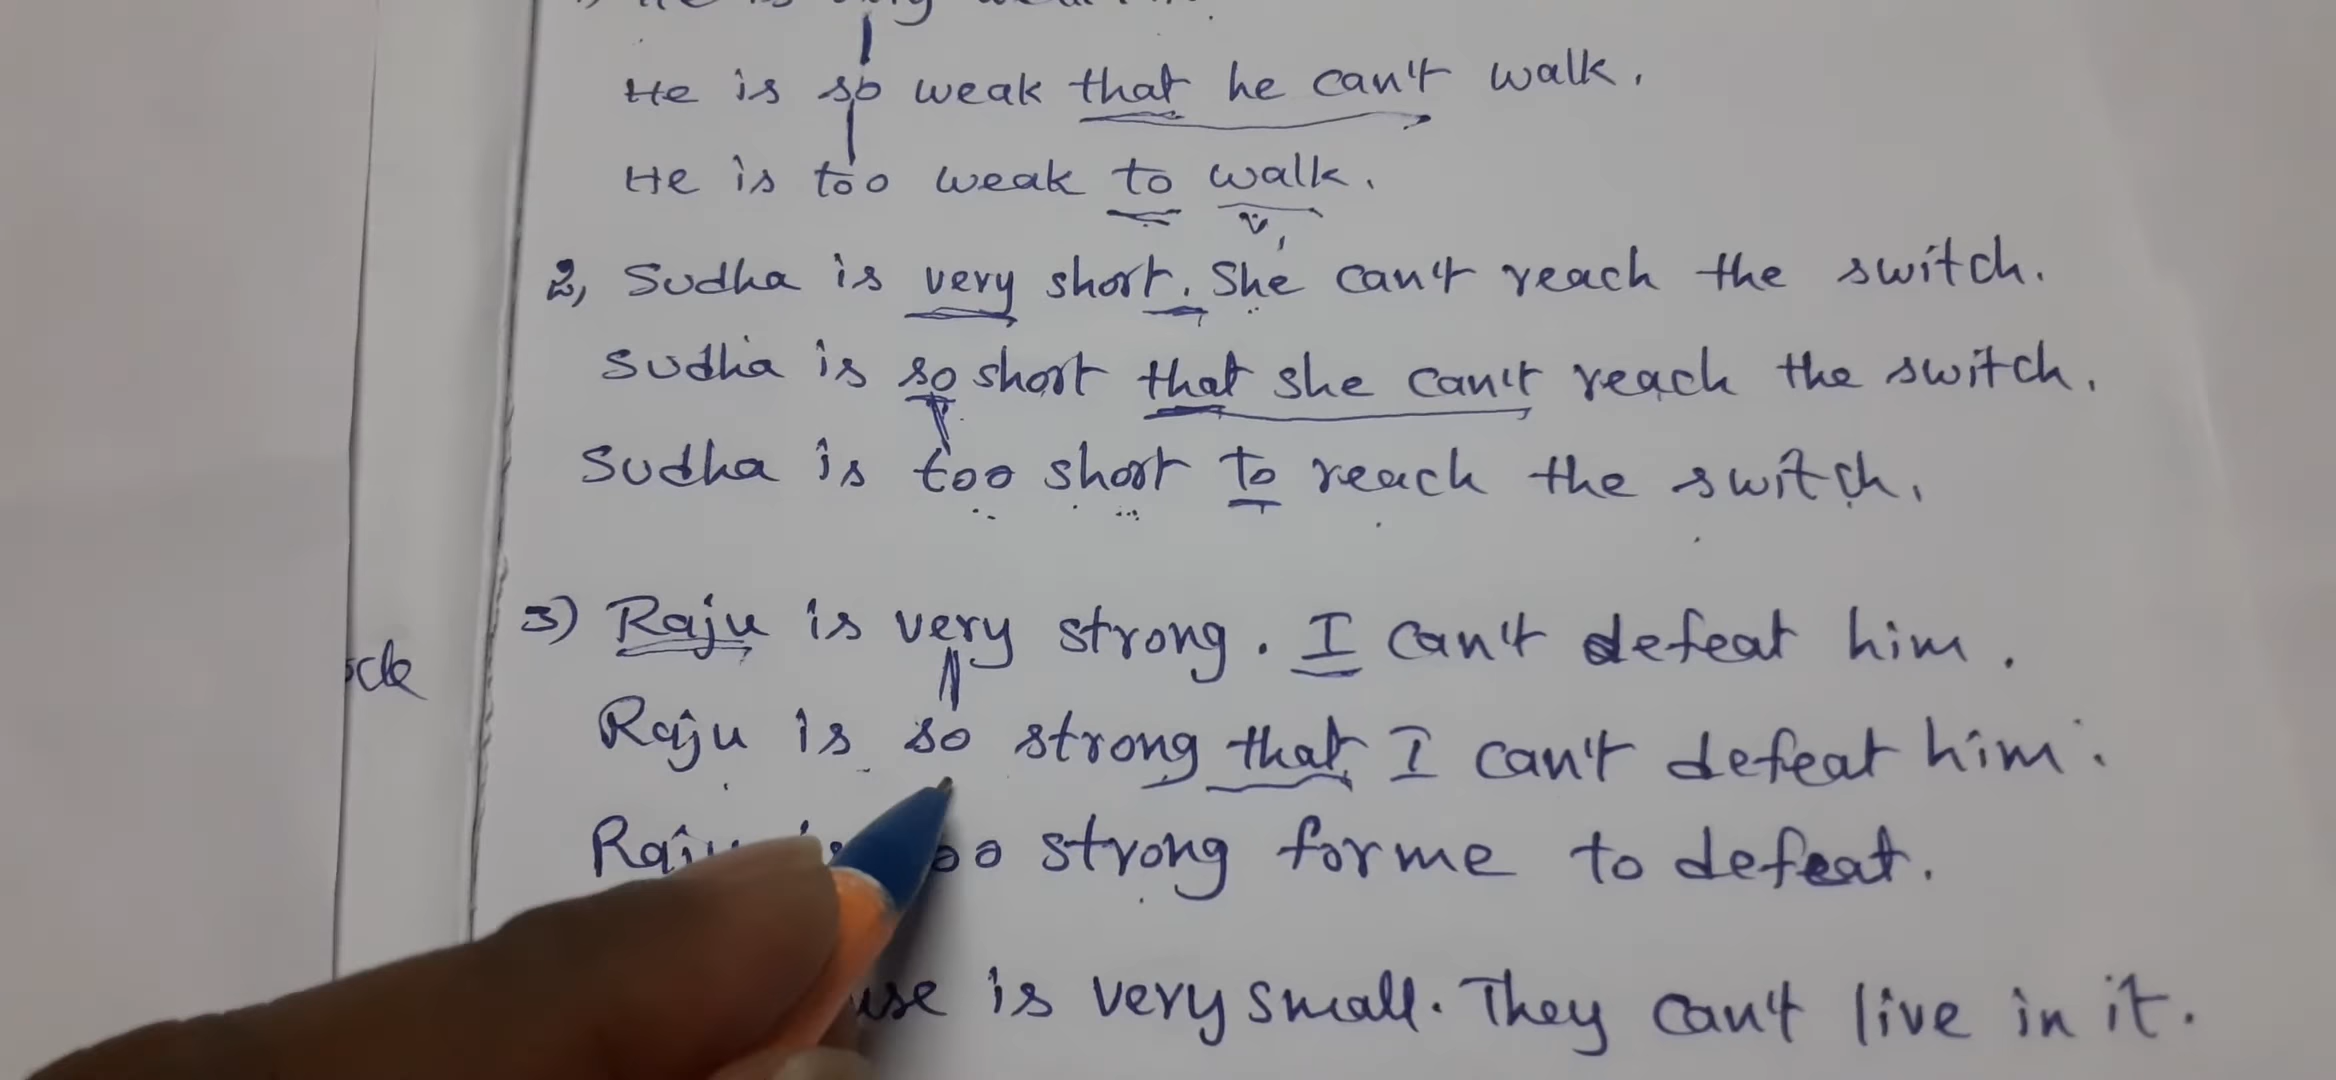 He is so weak that he can't walk.
He is too weak to walk.
2, Sudha is very short. She can't reach the switch.
Sudha is so short that she can't reach the switch.
Sudha is too short to reach the switch.
3) Raju is very strong. I can't defeat him.
Raju is so strong that I can't defeat him.
strong for me to defeat.
is very small. They can't live in it.